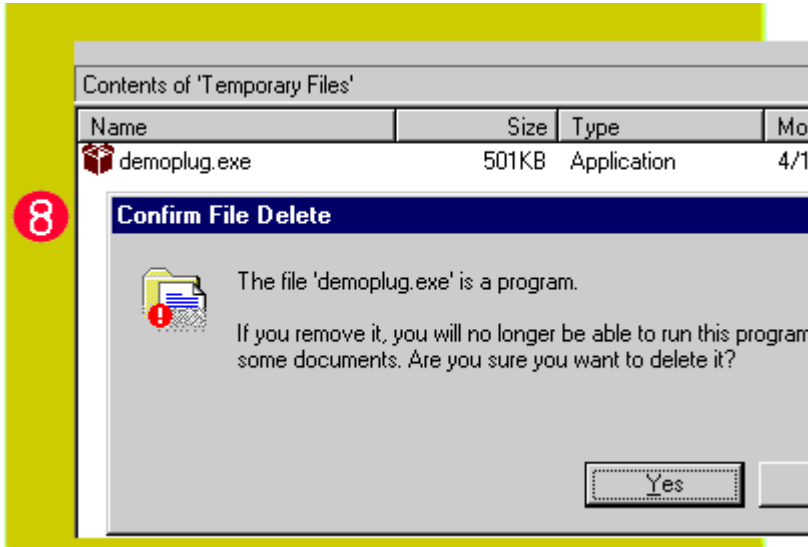 Contents of 'Temporary Files'
Name Size Type Mo
demoplug.exe 501KB Application 4/1
8
Confirm File Delete
The file 'demoplug.exe' is a program.
If you remove it, you will no longer be able to run this program
some documents. Are you sure you want to delete it?
Yes